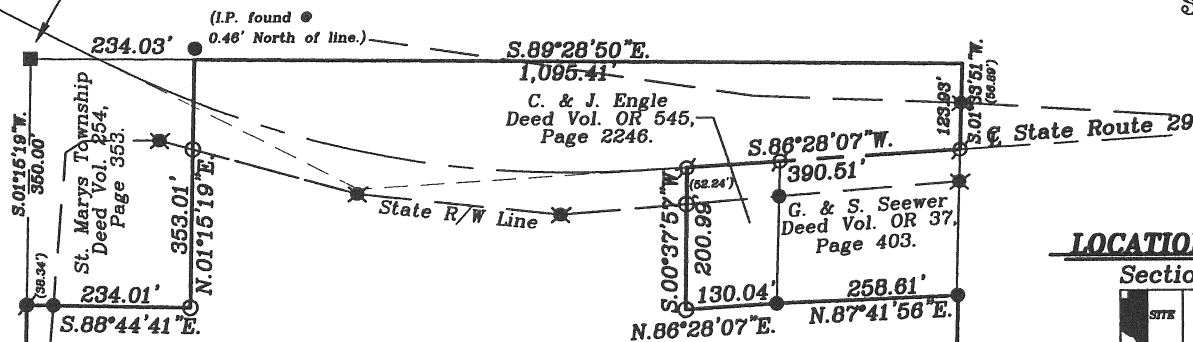 (I.P. found
0.46' North of line.)
234.03'
S.89°28'50"E.
1,095.41'
C. & J. Engle
Deed Vol. OR 545,
Page 2246.
123.93'
S.01°33'51"W.
(56.89')
℄ State Route 29
S.01°15'19"W.
350.00'
St. Marys Township
Deed Vol. 254,
Page 353.
353.01'
N.01°15'19"E.
S.86°28'07"W.
390.51'
(52.24')
S.00°37'57"W.
200.99'
State R/W Line
G. & S. Seewer
Deed Vol. OR 37,
Page 403.
(38.34')
234.01'
S.88°44'41"E.
130.04'
N.86°28'07"E.
258.61'
N.87°41'56"E.
LOCATION
Sectio
SITE